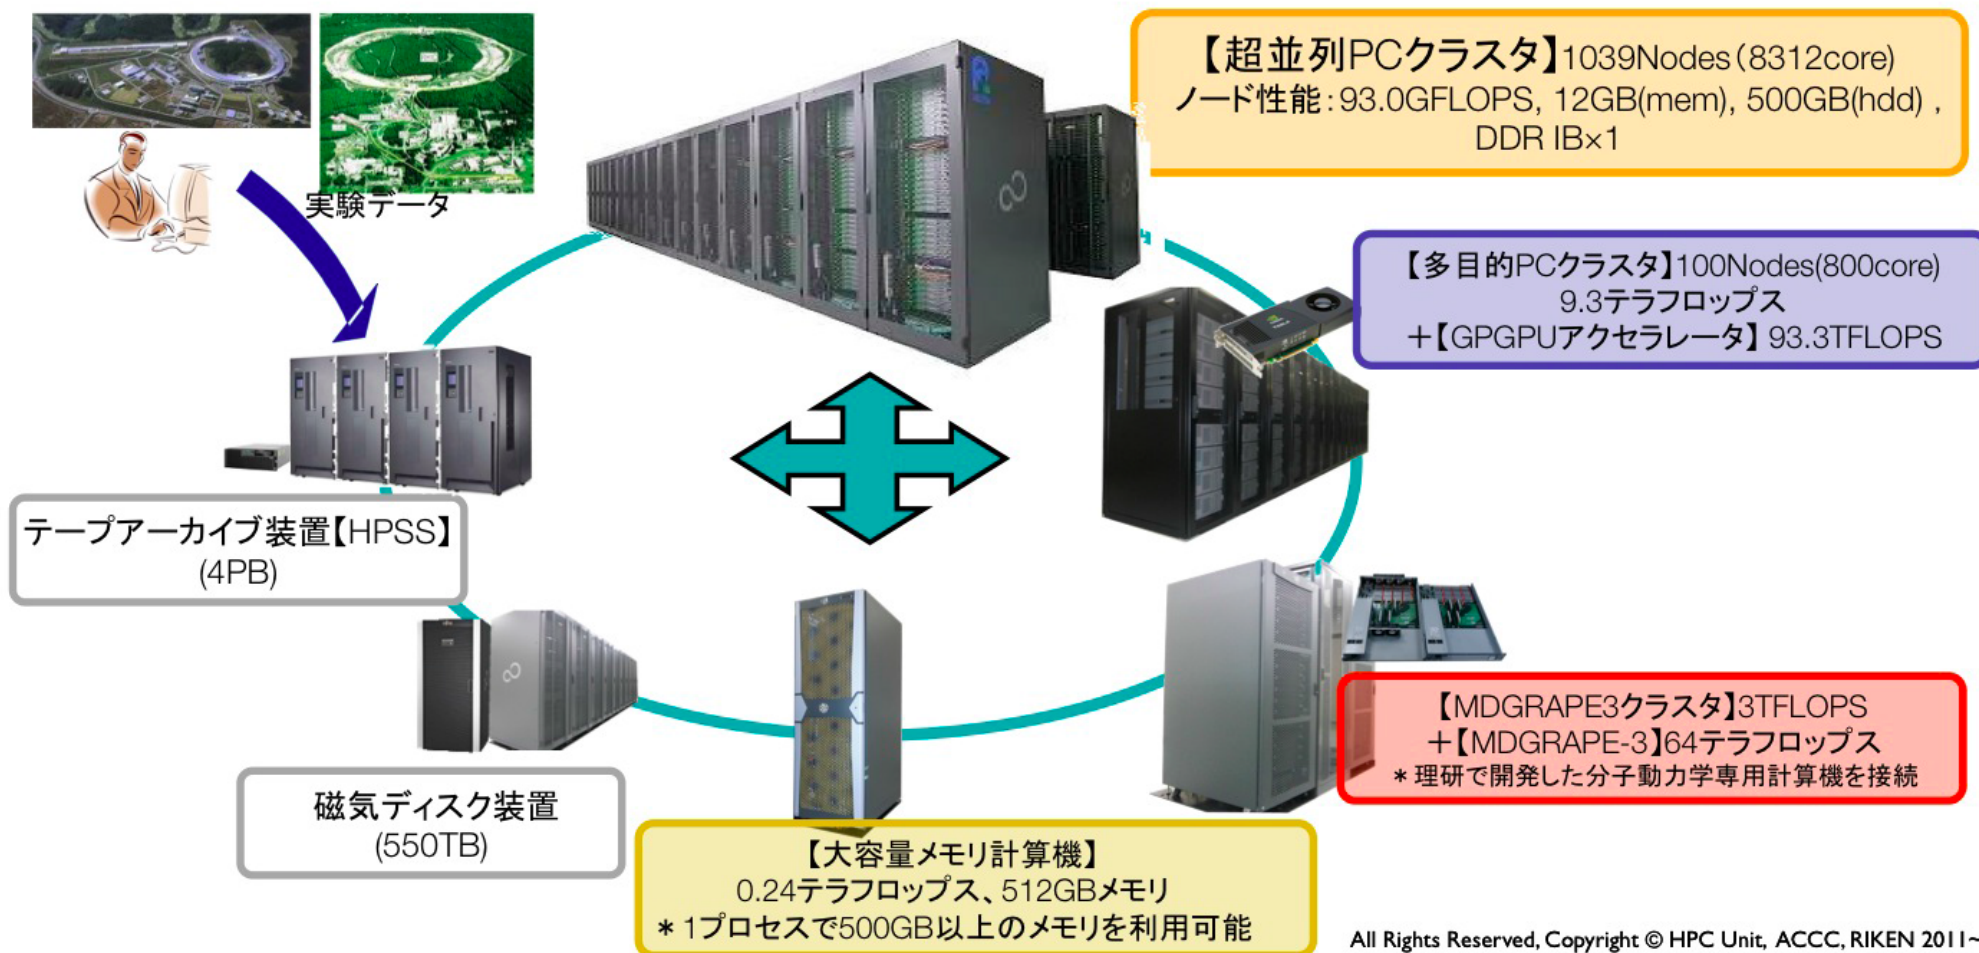 【超並列PCクラスタ】1039Nodes(8312core)
ノード性能:93.0GFLOPS, 12GB(mem), 500GB(hdd) ,
DDR IB×1
実験データ
【多目的PCクラスタ】100Nodes(800core)
9.3テラフロップス
＋【GPGPUアクセラレータ】 93.3TFLOPS
テープアーカイブ装置【HPSS】
(4PB)
【MDGRAPE3クラスタ】3TFLOPS
＋【MDGRAPE-3】64テラフロップス
＊理研で開発した分子動力学専用計算機を接続
磁気ディスク装置
(550TB)
【大容量メモリ計算機】
0.24テラフロップス、512GBメモリ
＊1プロセスで500GB以上のメモリを利用可能
All Rights Reserved, Copyright © HPC Unit, ACCC, RIKEN 2011~